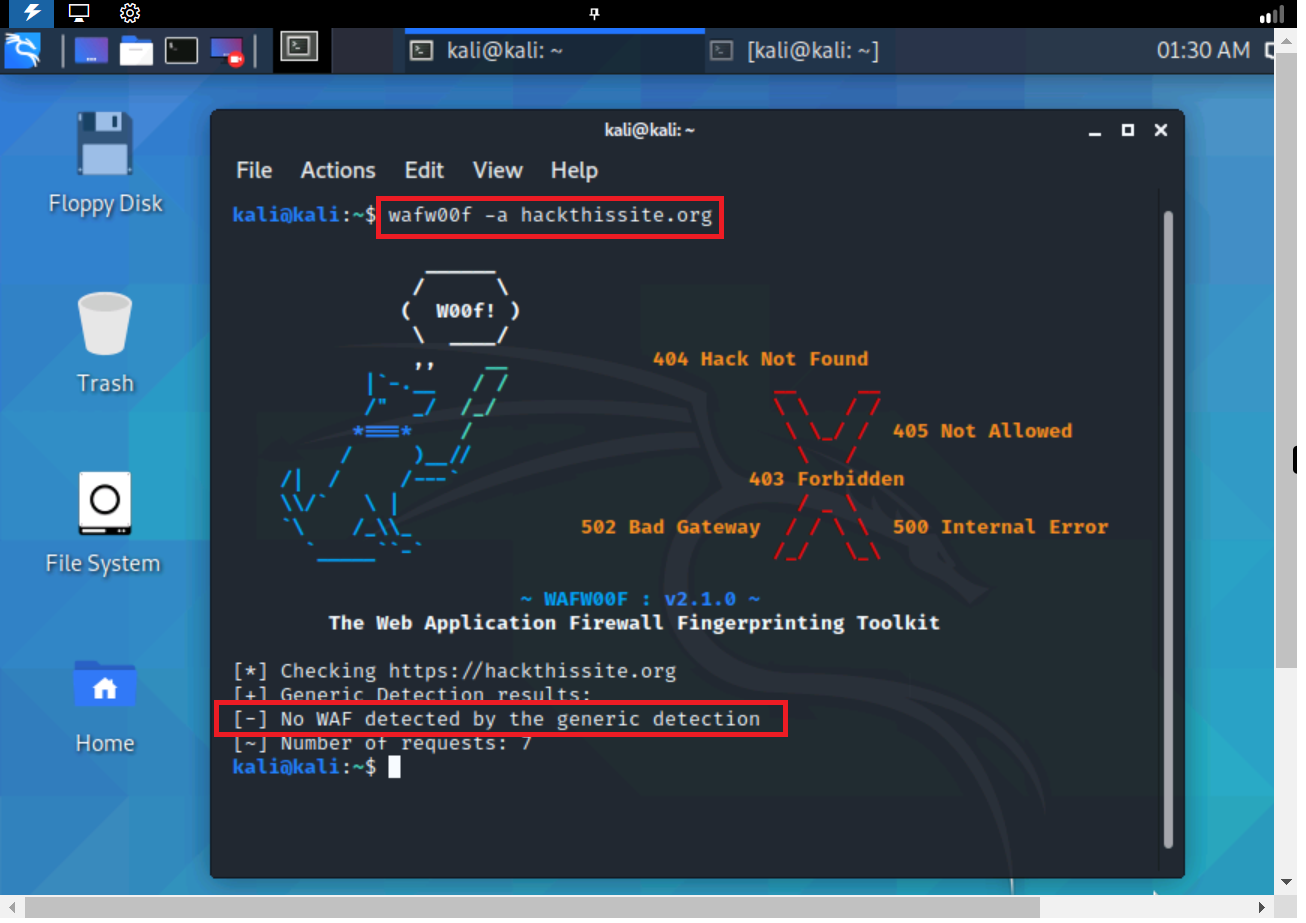 kali@kali: ~
[kali@kali: ~]
01:30 AM
Floppy Disk
Trash
File System
Home
kali@kali:~
File Actions Edit View Help
kali@kali:~$ wafw00f -a hackthissite.org
W00f!
404 Hack Not Found
405 Not Allowed
403 Forbidden
502 Bad Gateway
500 Internal Error
~ WAFW00F : v2.1.0 ~
The Web Application Firewall Fingerprinting Toolkit
[*] Checking https://hackthissite.org
[+] Generic Detection results:
[-] No WAF detected by the generic detection
[~] Number of requests: 7
kali@kali:~$